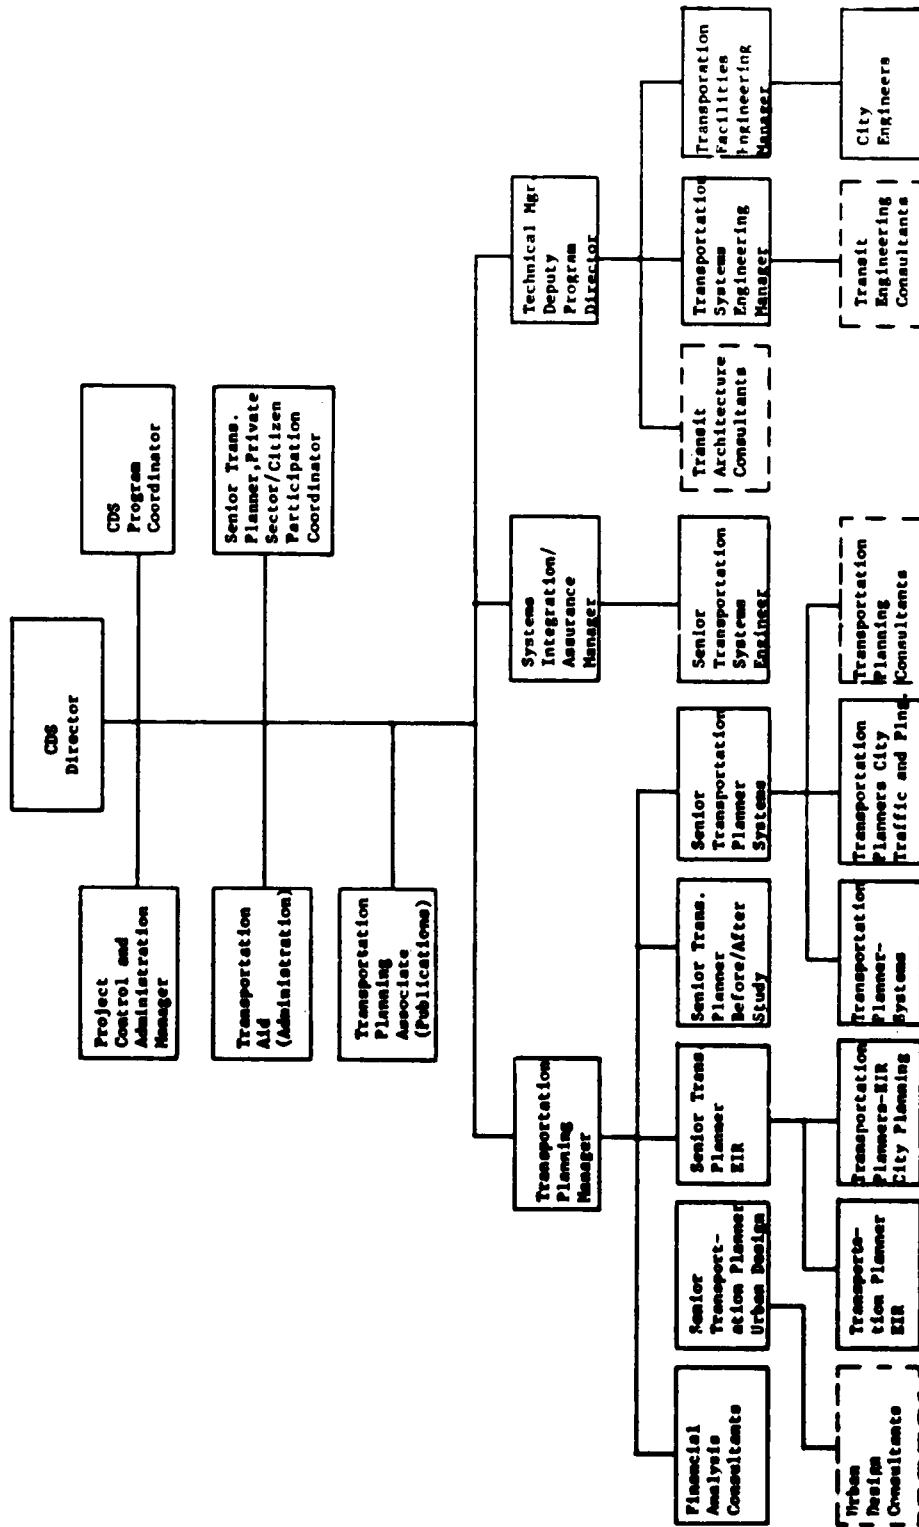 CDS
Director
Project
Control and
Administration
Manager
CDS
Program
Coordinator
Transportation
Aid
(Administration)
Senior Trans.
Planner,Private
Sector/Citizen
Participation
Coordinator
Transportation
Planning
Associate
(Publications)
Transportation
Planning
Manager
Systems
Integration/
Assurance
Manager
Technical Mgr.
Deputy
Program
Director
Financial
Analysis
Consultants
Senior
Transport-
ation Planner
Urban Design
Senior Trans.
Planner
EIR
Senior Trans.
Planner
Before/After
Study
Senior
Transportation
Planner
Systems
Senior
Transportation
Systems
Engineer
Transit
Architecture
Consultants
Transportation
Systems
Engineering
Manager
Transporation
Facilities
Engineering
Manager
Urban
Design
Consultants
Transporta-
tion Planner
EIR
Transportation
Planners-EIR
City Planning
Transportation
Planner-
Systems
Transportation
Planners City
Traffic and Plng.
Transportation
Planning
Consultants
Transit
Engineering
Consultants
City
Engineers